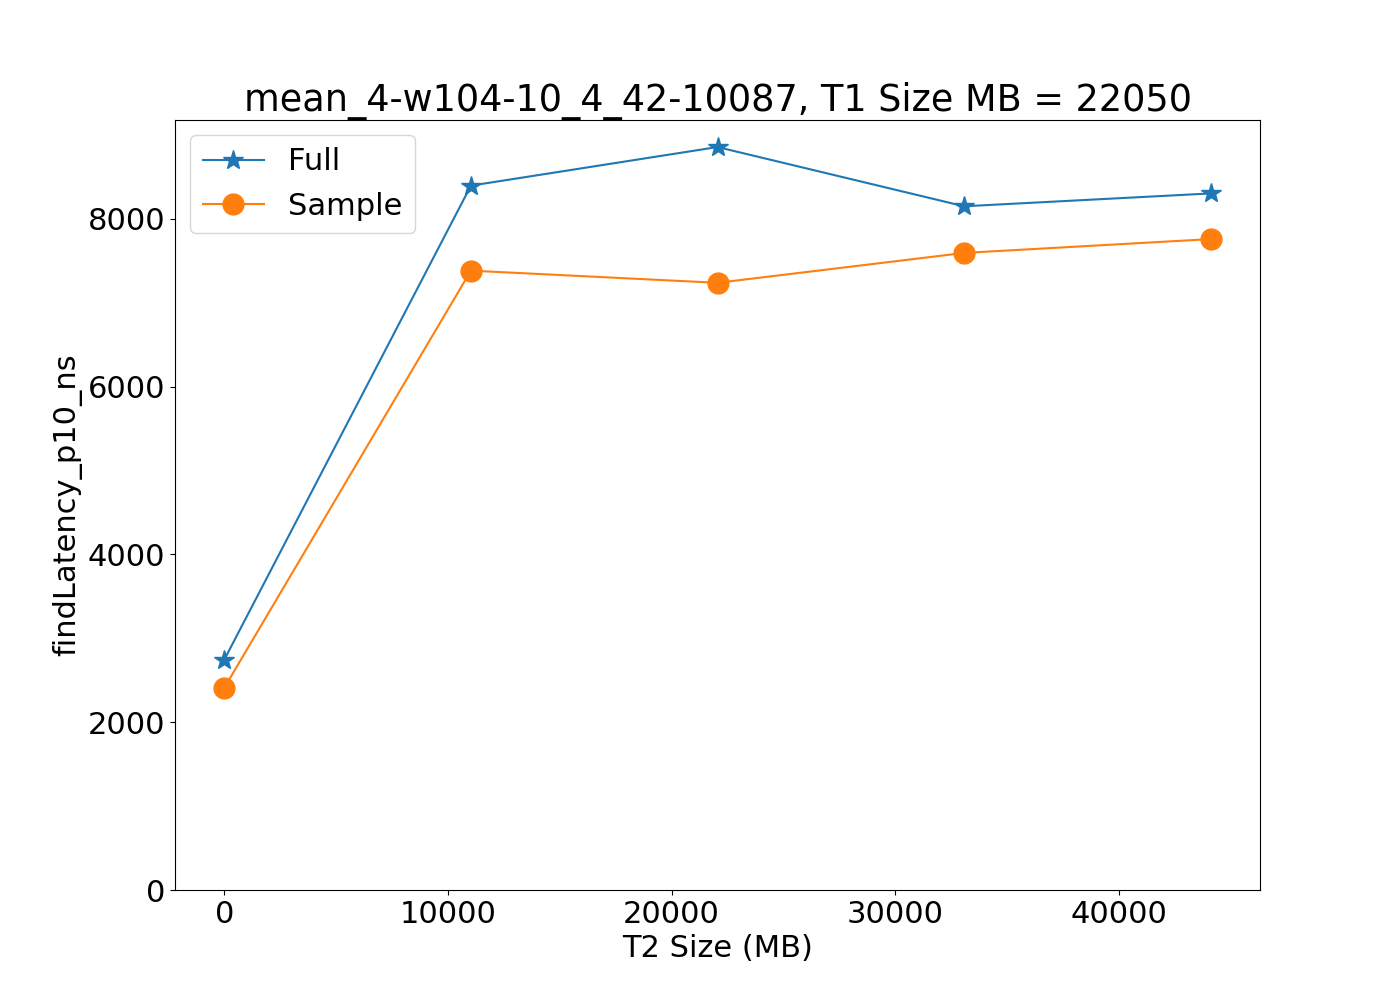 mean_4-w104-10_4_42-10087, T1 Size MB = 22050
Full
Sample
8000
6000
4000
2000
0
findLatency_p10_ns
0 10000 20000 30000 40000
T2 Size (MB)